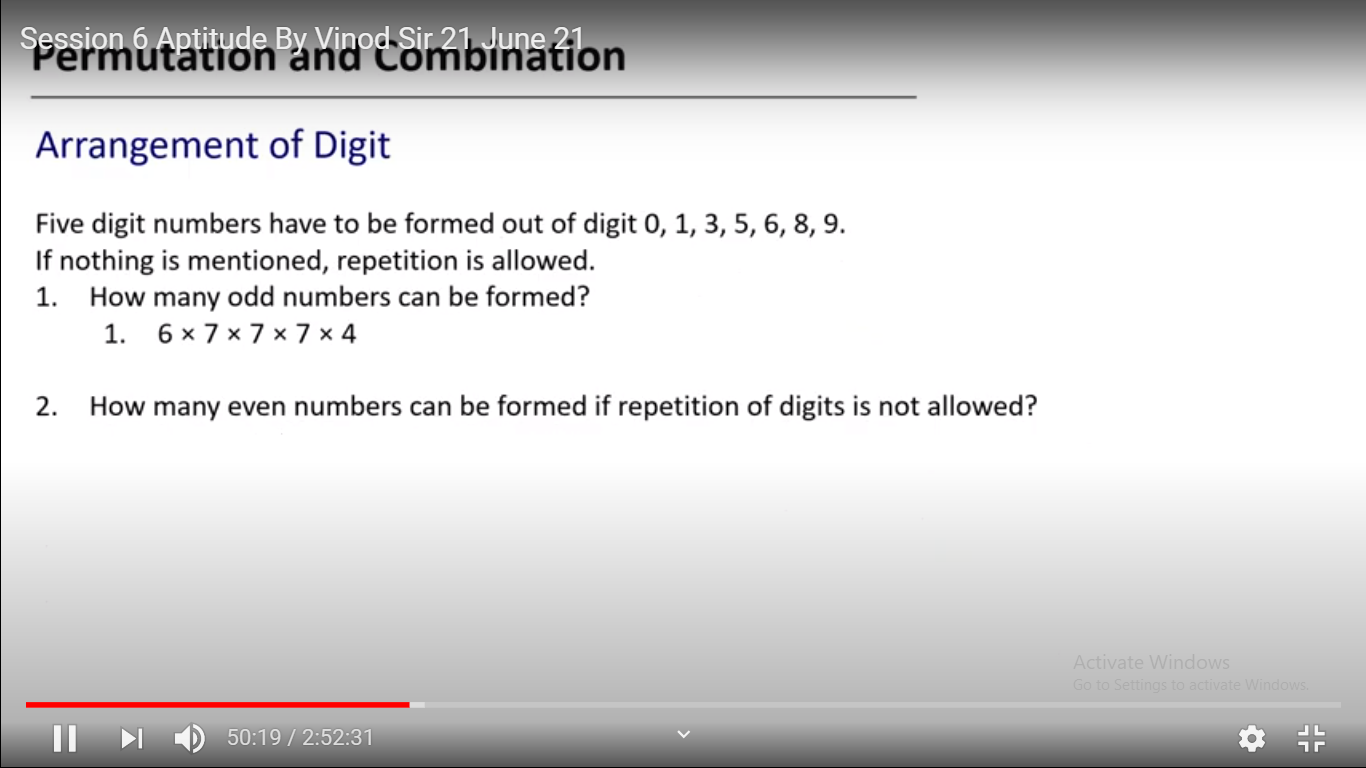 Session 6 Aptitude By Vinod Sir 21 June 21
Permutation and Combination
Arrangement of Digit
Five digit numbers have to be formed out of digit 0, 1, 3, 5, 6, 8, 9.
If nothing is mentioned, repetition is allowed.
1. How many odd numbers can be formed?
1. 6 × 7 × 7 × 7 × 4
2. How many even numbers can be formed if repetition of digits is not allowed?
Activate Windows
Go to Settings to activate Windows.
50:19 / 2:52:31